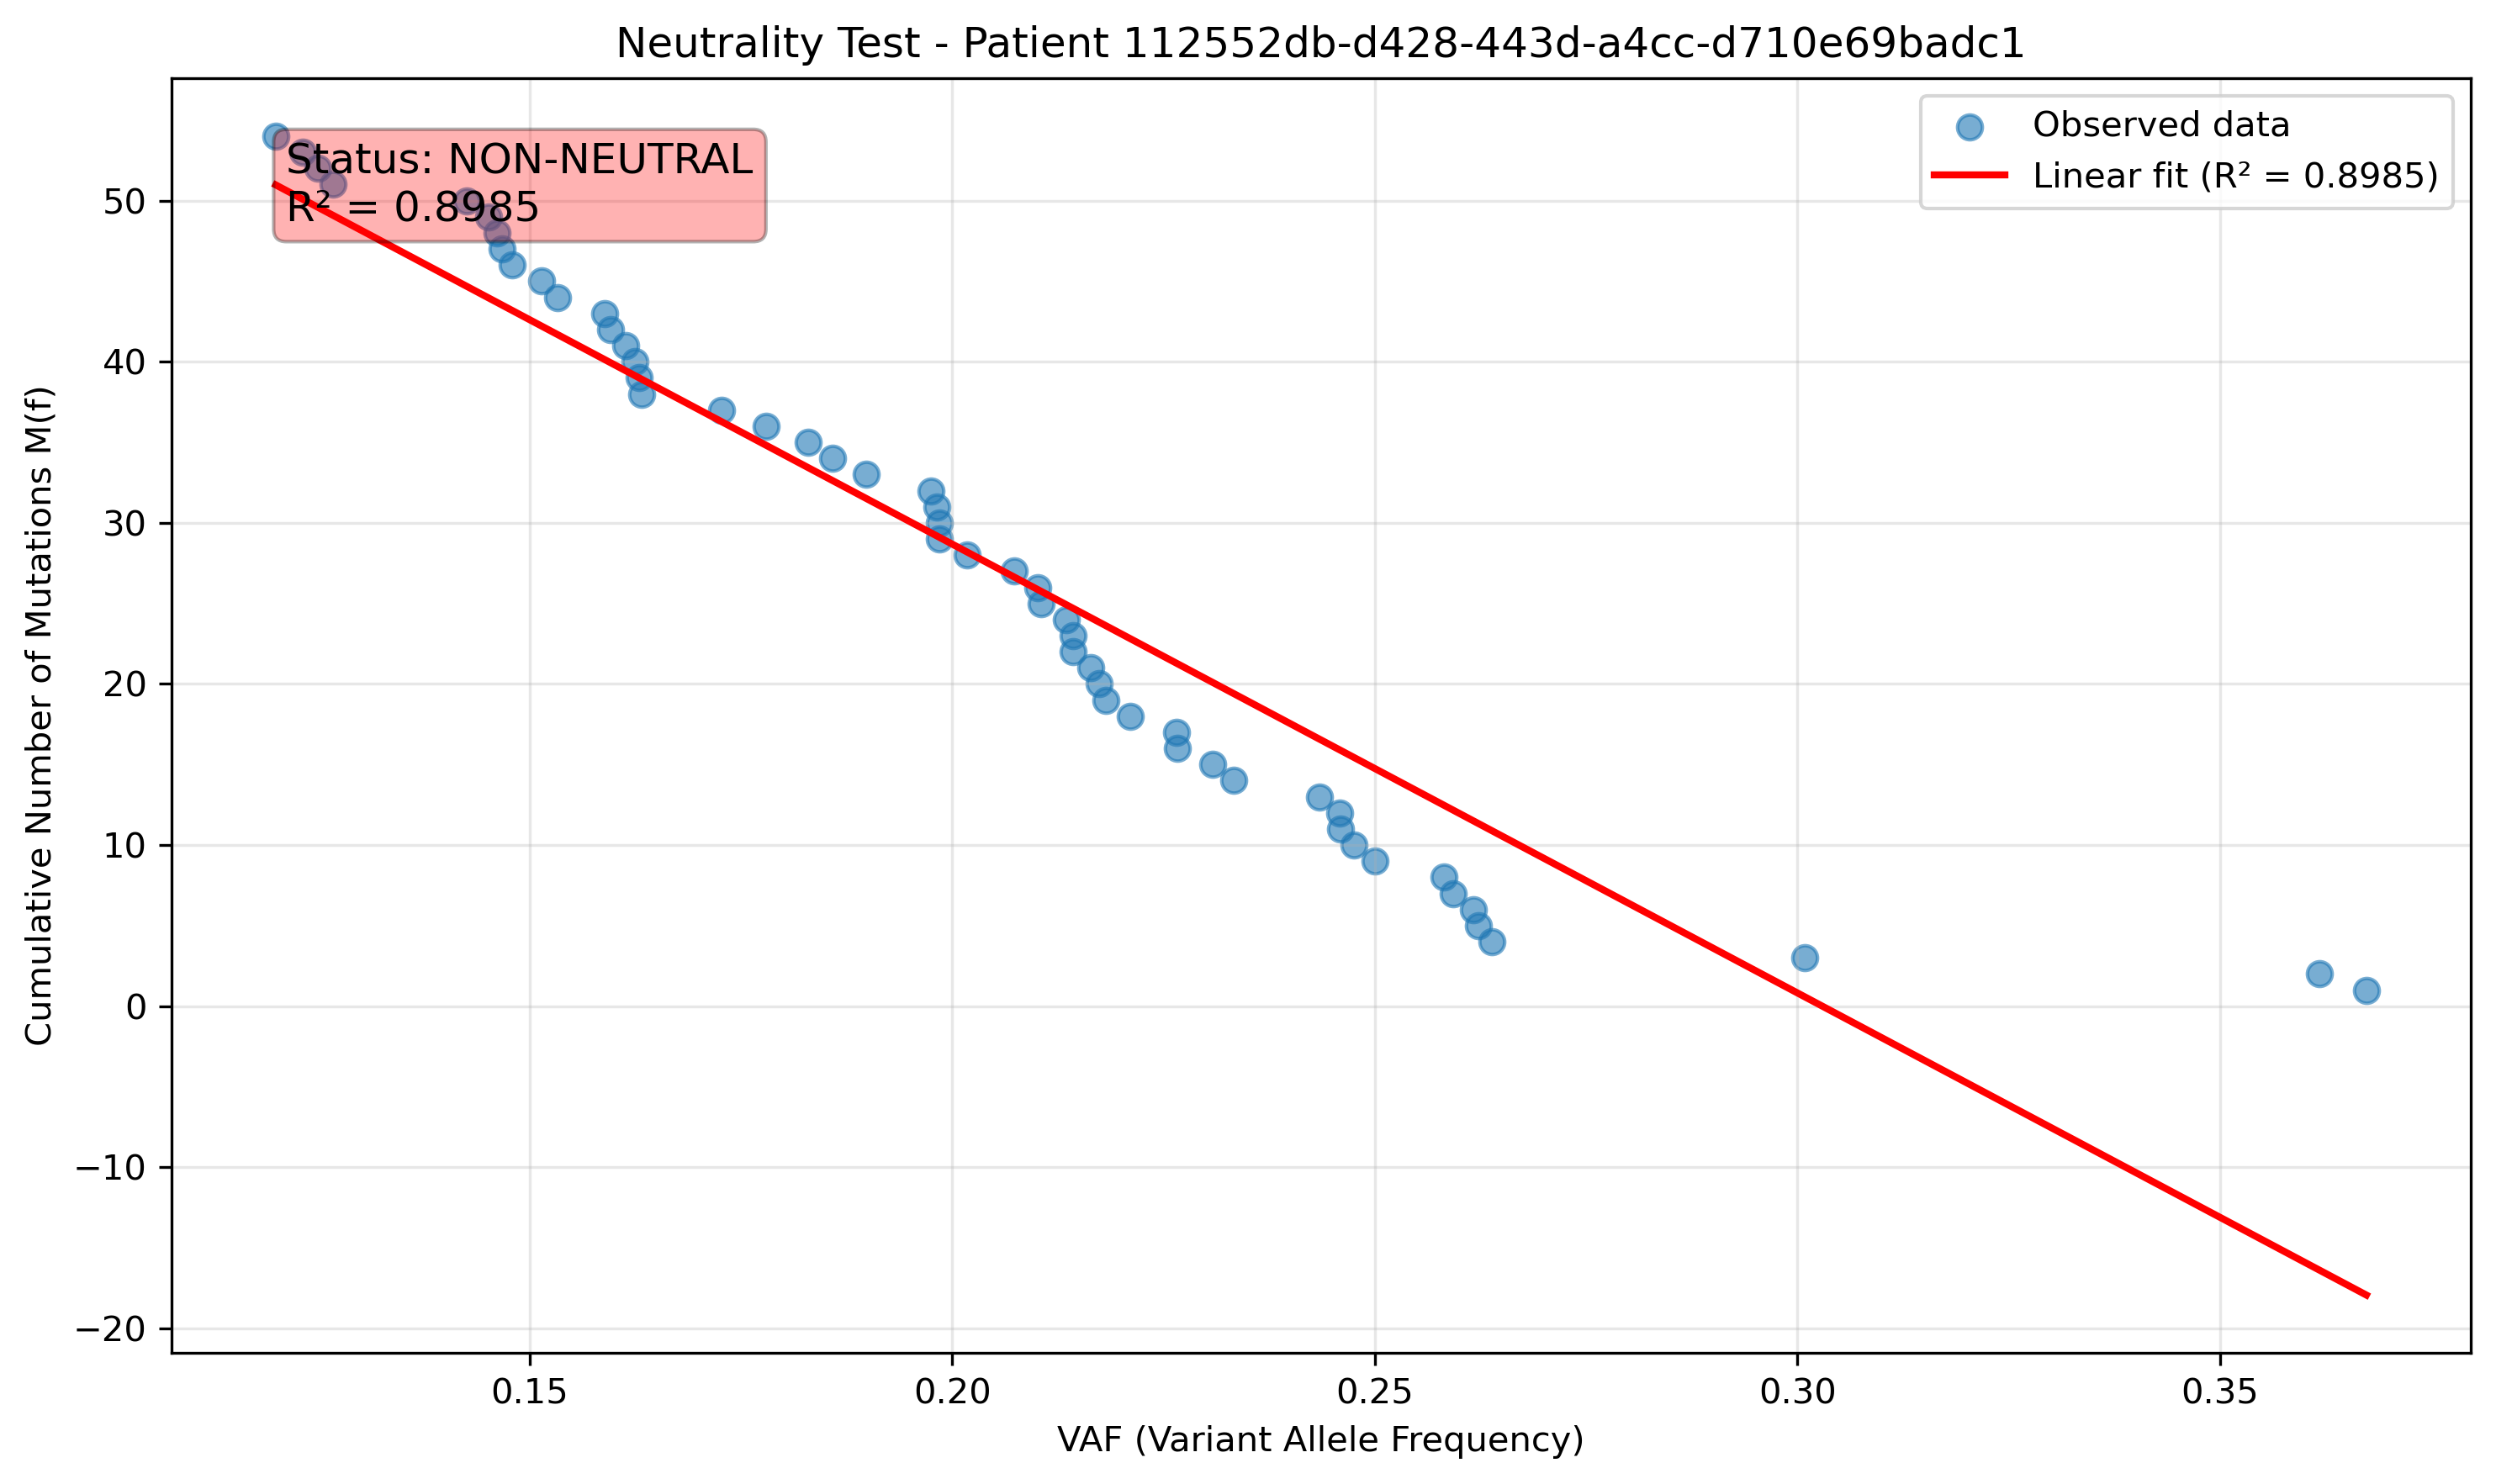 Neutrality Test - Patient 112552db-d428-443d-a4cc-d710e69badc1
Observed data
Linear fit (R² = 0.8985)
Status: NON-NEUTRAL
R² = 0.8985
Cumulative Number of Mutations M(f)
50
40
30
20
10
0
−10
−20
0.15
0.20
0.25
0.30
0.35
VAF (Variant Allele Frequency)